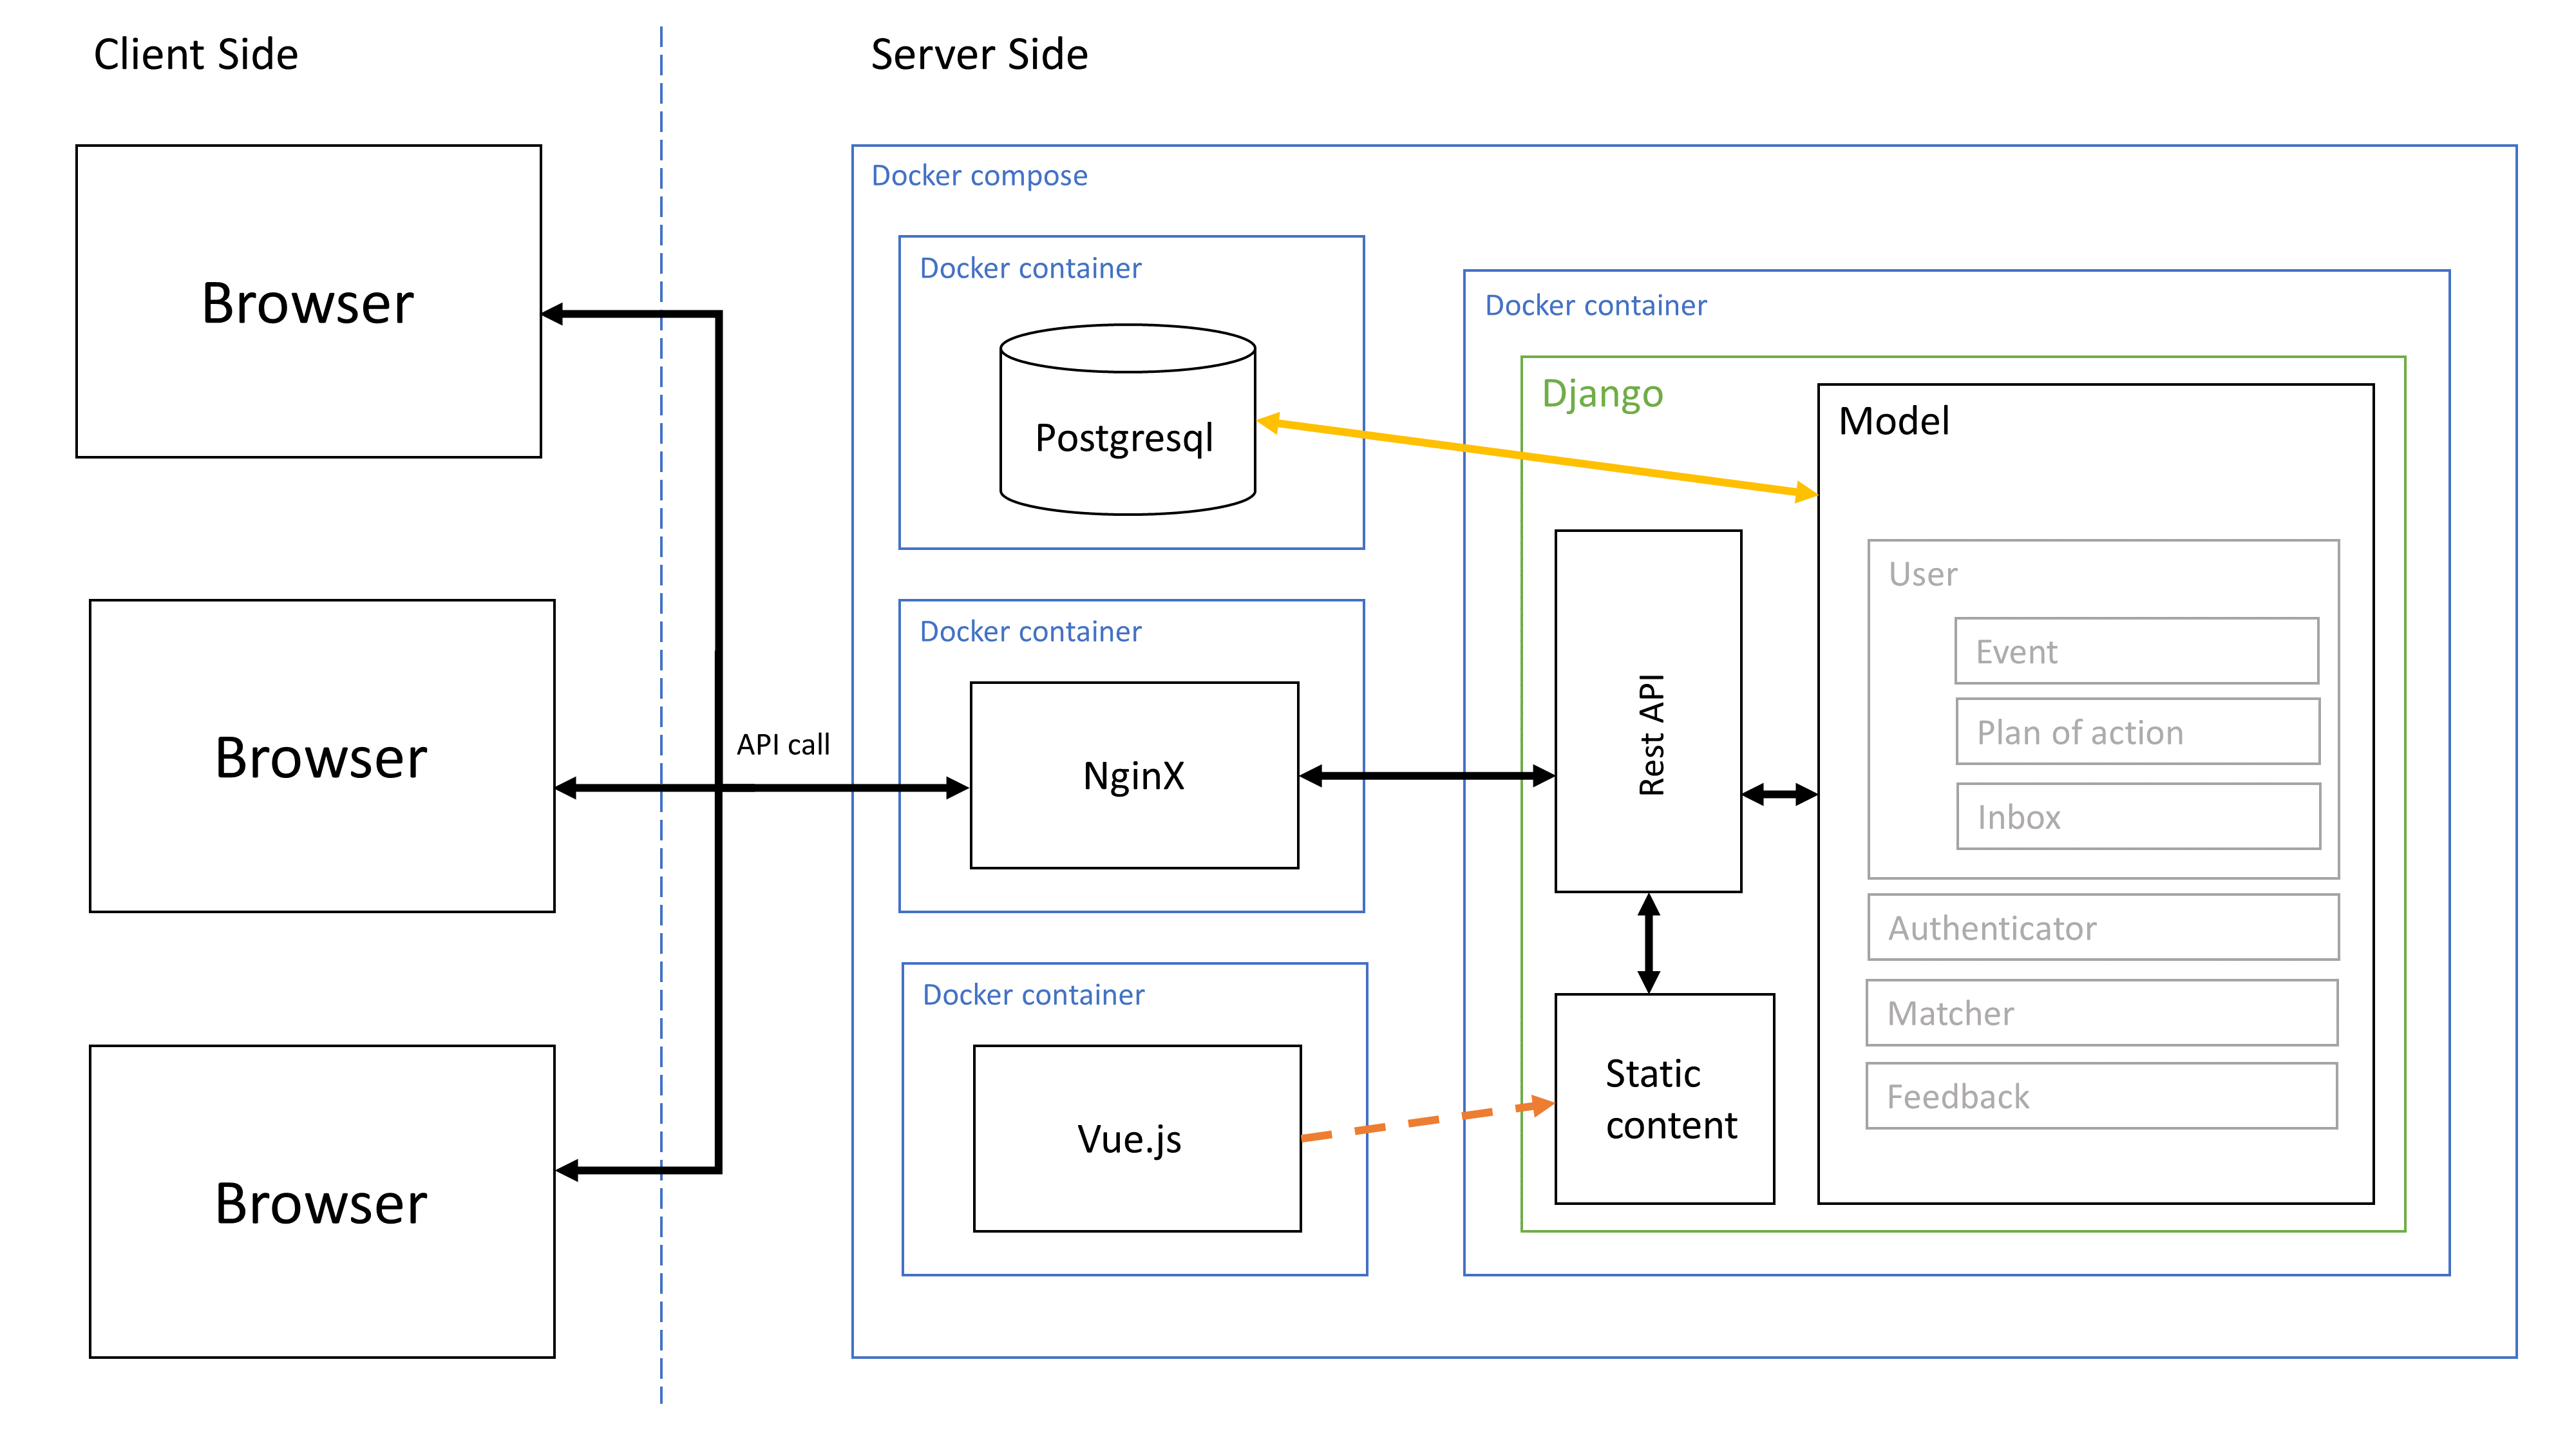 Client Side
Server Side
Browser
Browser
Browser
API call
Docker compose
Docker container
Postgresql
Docker container
NginX
Docker container
Vue.js
Docker container
Django
Rest API
Static
content
Model
User
Event
Plan of action
Inbox
Authenticator
Matcher
Feedback